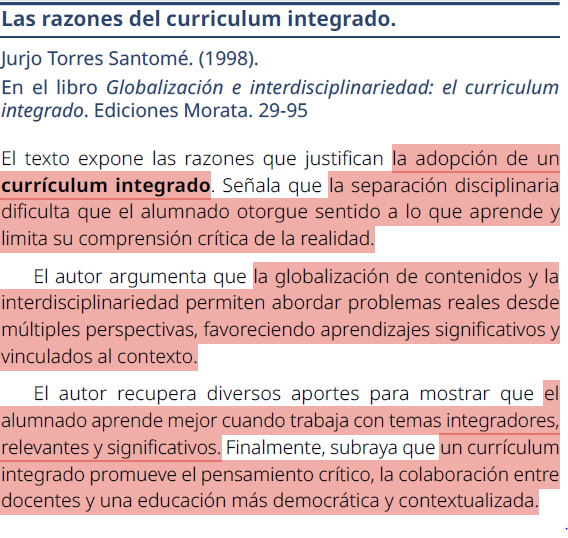 Las razones del curriculum integrado.
Jurjo Torres Santomé. (1998).
En el libro Globalización e interdisciplinariedad: el curriculum
integrado. Ediciones Morata. 29-95
El texto expone las razones que justifican la adopción de un
currículum integrado. Señala que la separación disciplinaria
dificulta que el alumnado otorgue sentido a lo que aprende y
limita su comprensión crítica de la realidad.
El autor argumenta que la globalización de contenidos y la
interdisciplinariedad permiten abordar problemas reales desde
múltiples perspectivas, favoreciendo aprendizajes significativos y
vinculados al contexto.
El autor recupera diversos aportes para mostrar que el
alumnado aprende mejor cuando trabaja con temas integradores,
relevantes y significativos. Finalmente, subraya que un currículum
integrado promueve el pensamiento crítico, la colaboración entre
docentes y una educación más democrática y contextualizada.